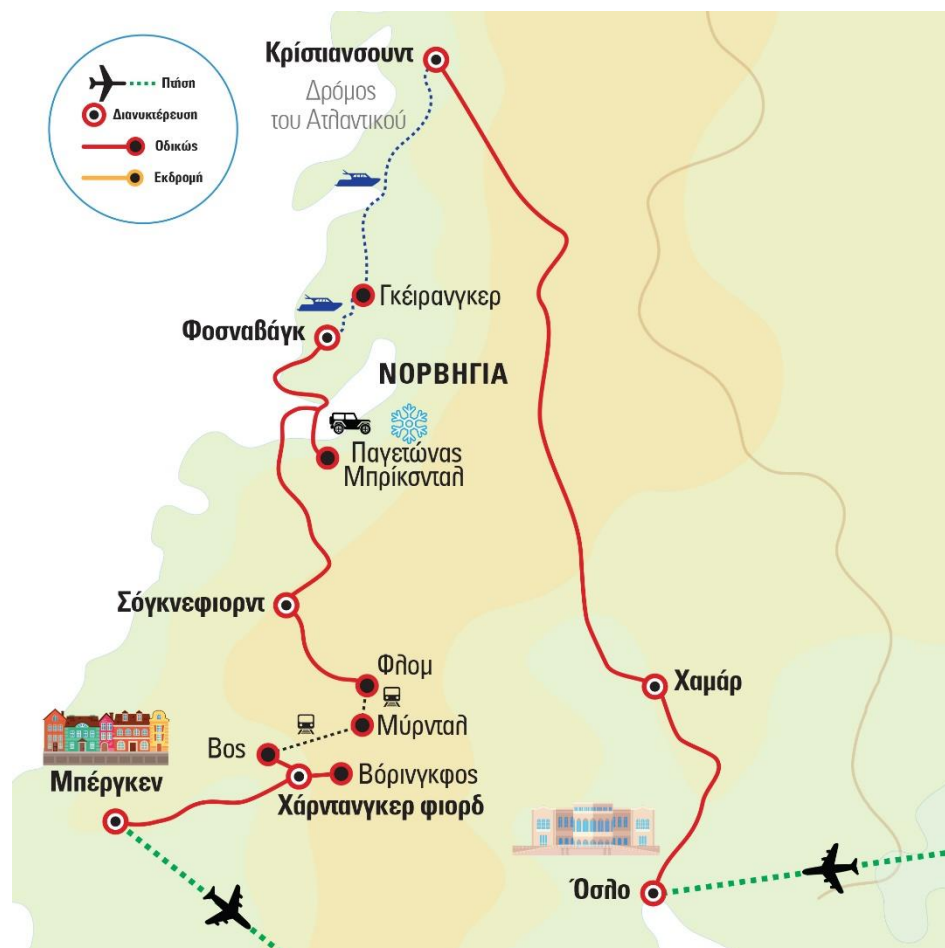 Κρίστιανσουντ
Δρόμος
του Ατλαντικού
Πτήση
Διανυκτέρευση
Οδικώς
Εκδρομή
Γκέιρανγκερ
Φοσναβάγκ
ΝΟΡΒΗΓΙΑ
Παγετώνας
Μπρίκσνταλ
Σόγκνεφιορντ
Φλομ
Χαμάρ
Μύρνταλ
Βος
Μπέργκεν
Βόρινγκφος
Χάρντανγκερ φιορδ
Όσλο